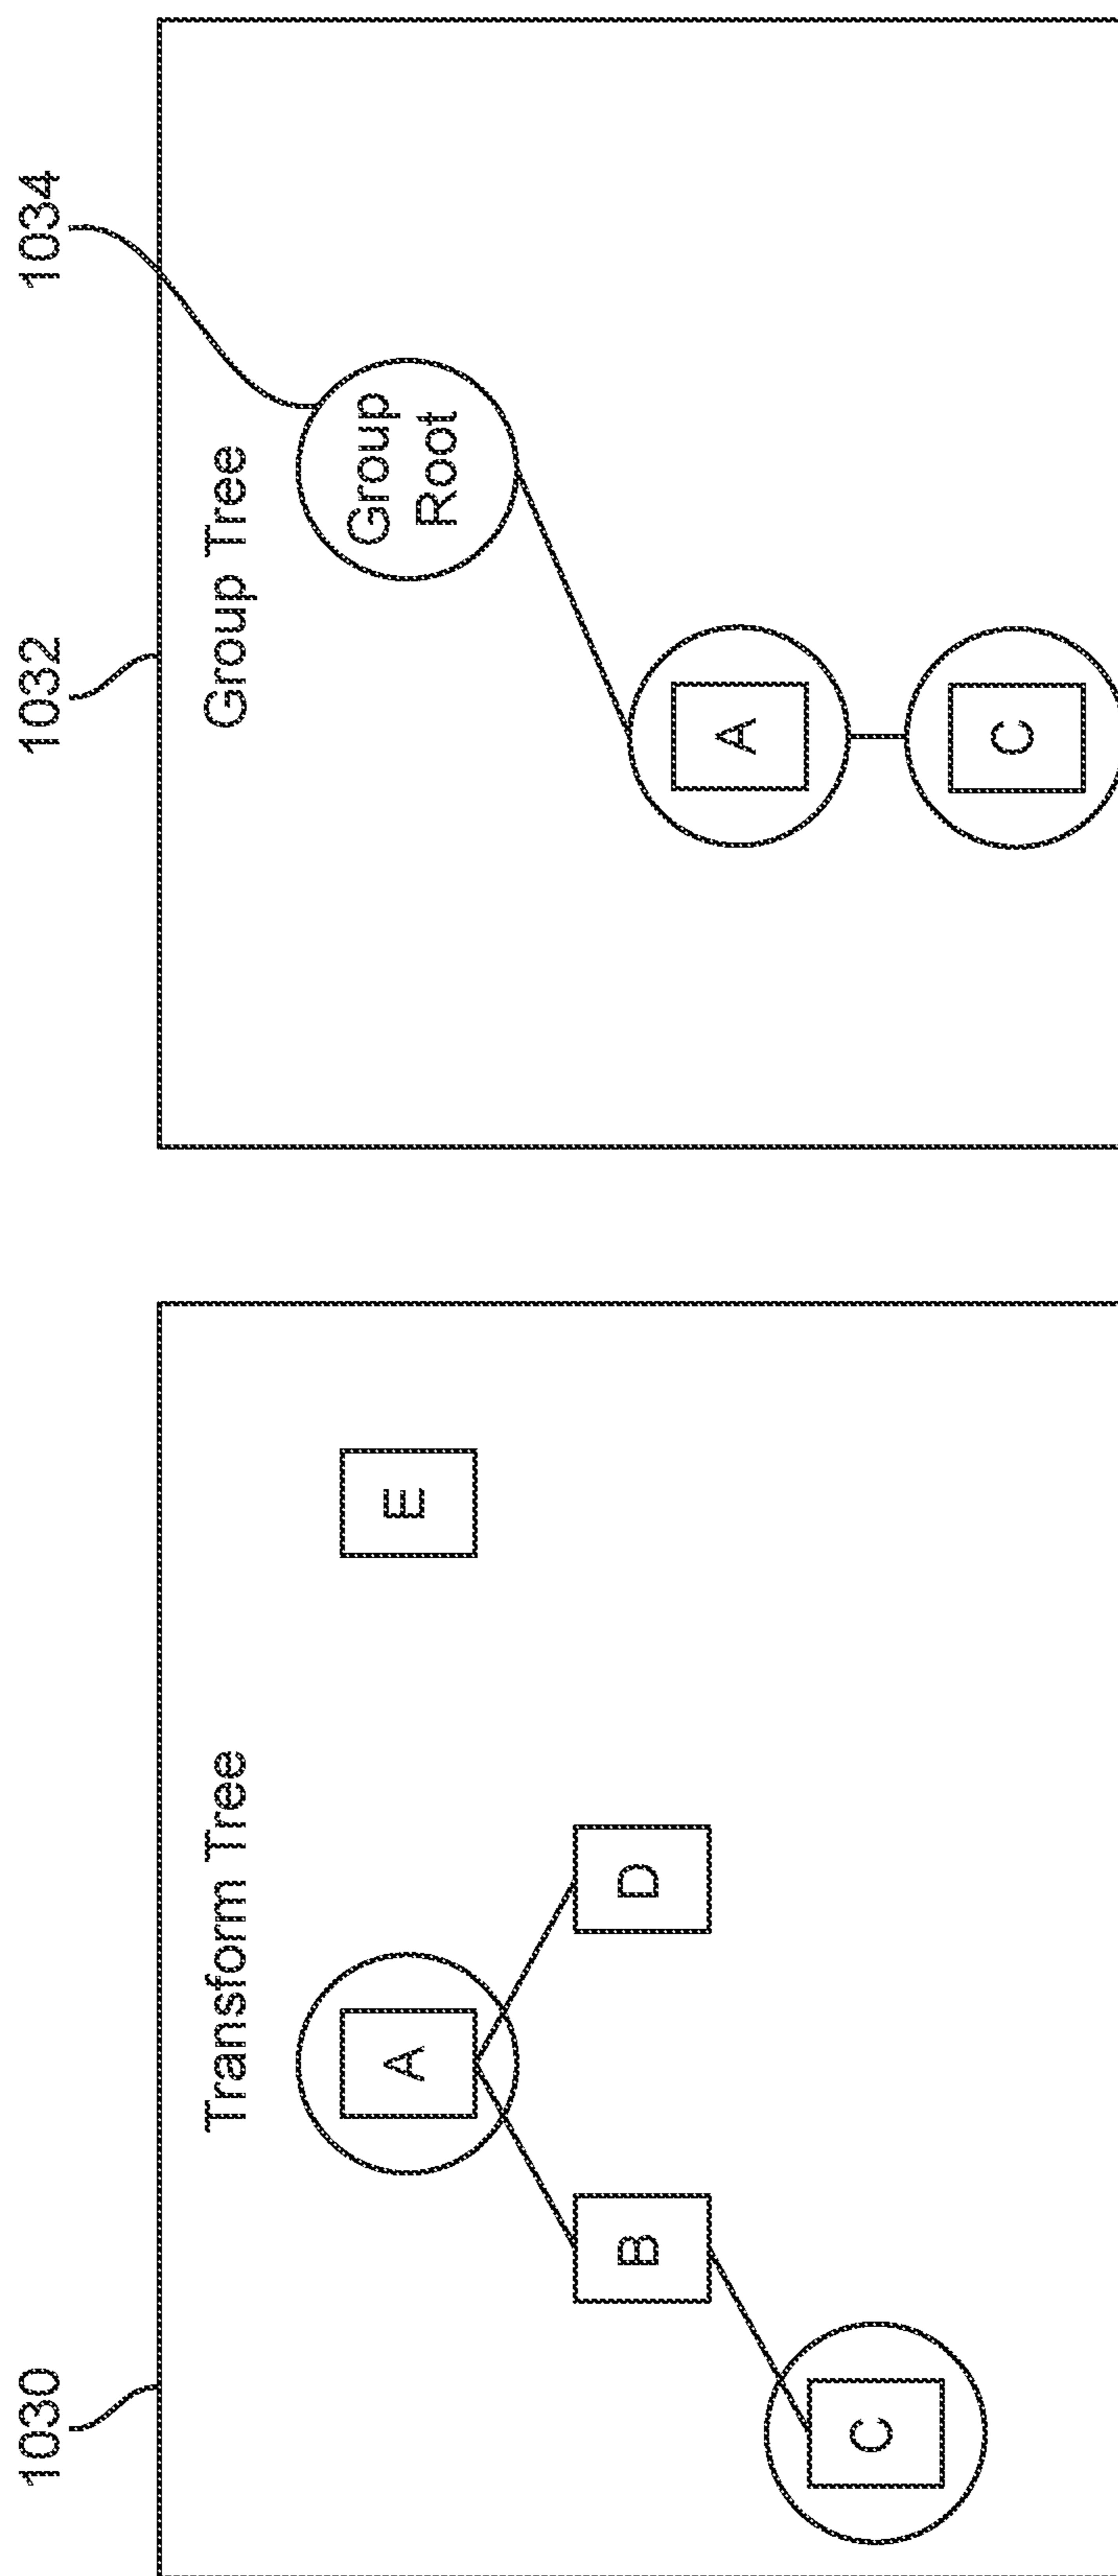 1030
Transform Tree
A
E
B
D
C
1032
1034
Group Tree
Group
Root
A
C